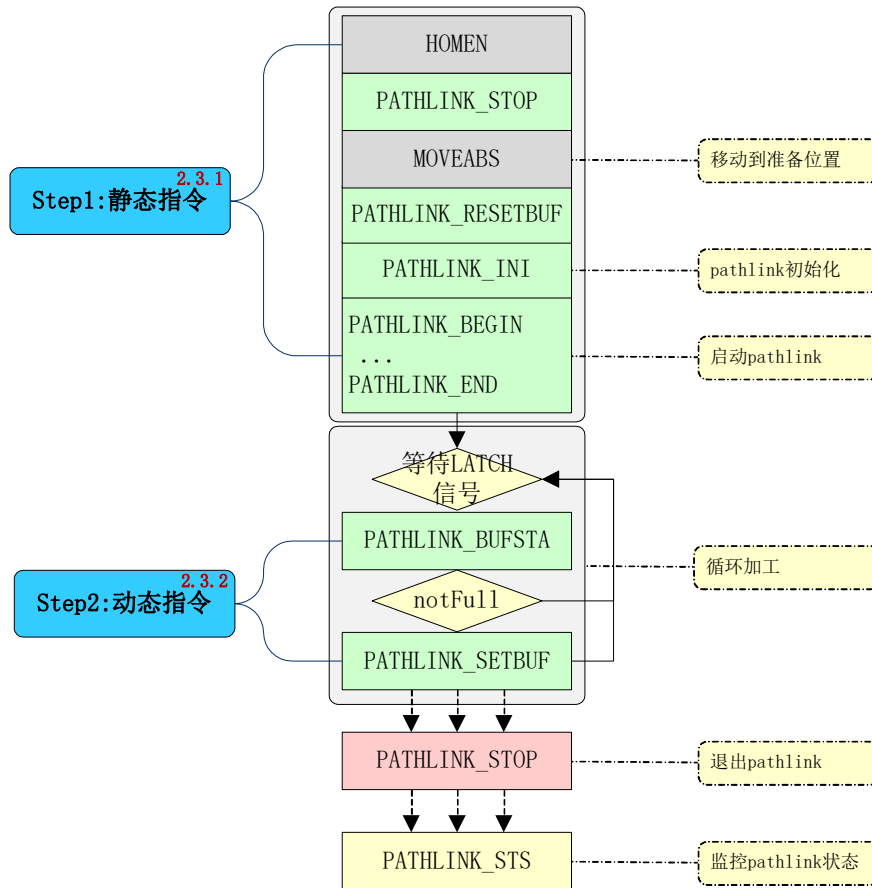 HOMEN
PATHLINK_STOP
MOVEABS
移动到准备位置
2.3.1
Step1:静态指令
PATHLINK_RESETBUF
PATHLINK_INI
pathlink初始化
PATHLINK_BEGIN
...
PATHLINK_END
启动pathlink
等待LATCH
信号
PATHLINK_BUFSTA
循环加工
2.3.2
Step2:动态指令
notFull
PATHLINK_SETBUF
PATHLINK_STOP
退出pathlink
PATHLINK_STS
监控pathlink状态